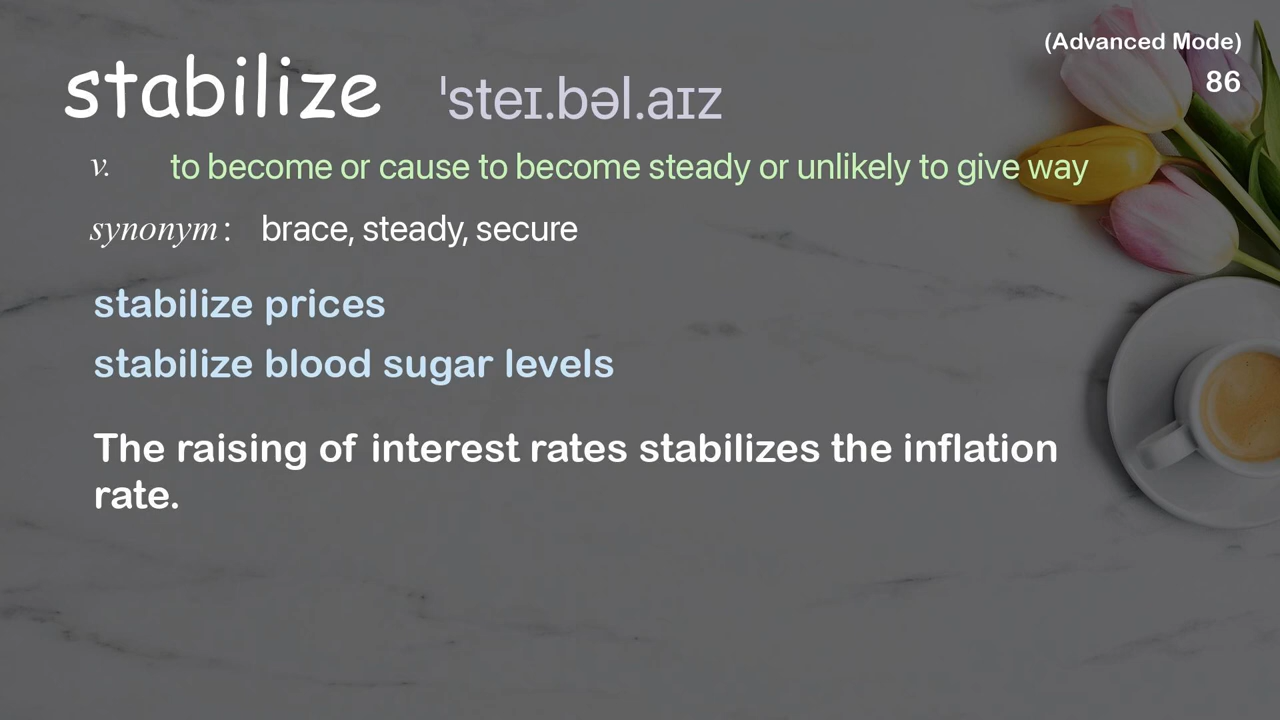 (Advanced Mode)
stabilize ˈsteɪ.bəl.aɪz
86
v. to become or cause to become steady or unlikely to give way
synonym: brace, steady, secure
stabilize prices
stabilize blood sugar levels
The raising of interest rates stabilizes the inflation
rate.